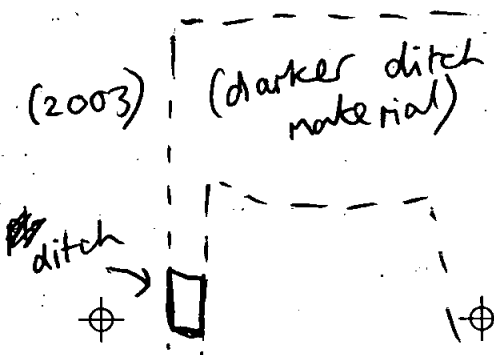 (2003)
(darker ditch
material)
ditch